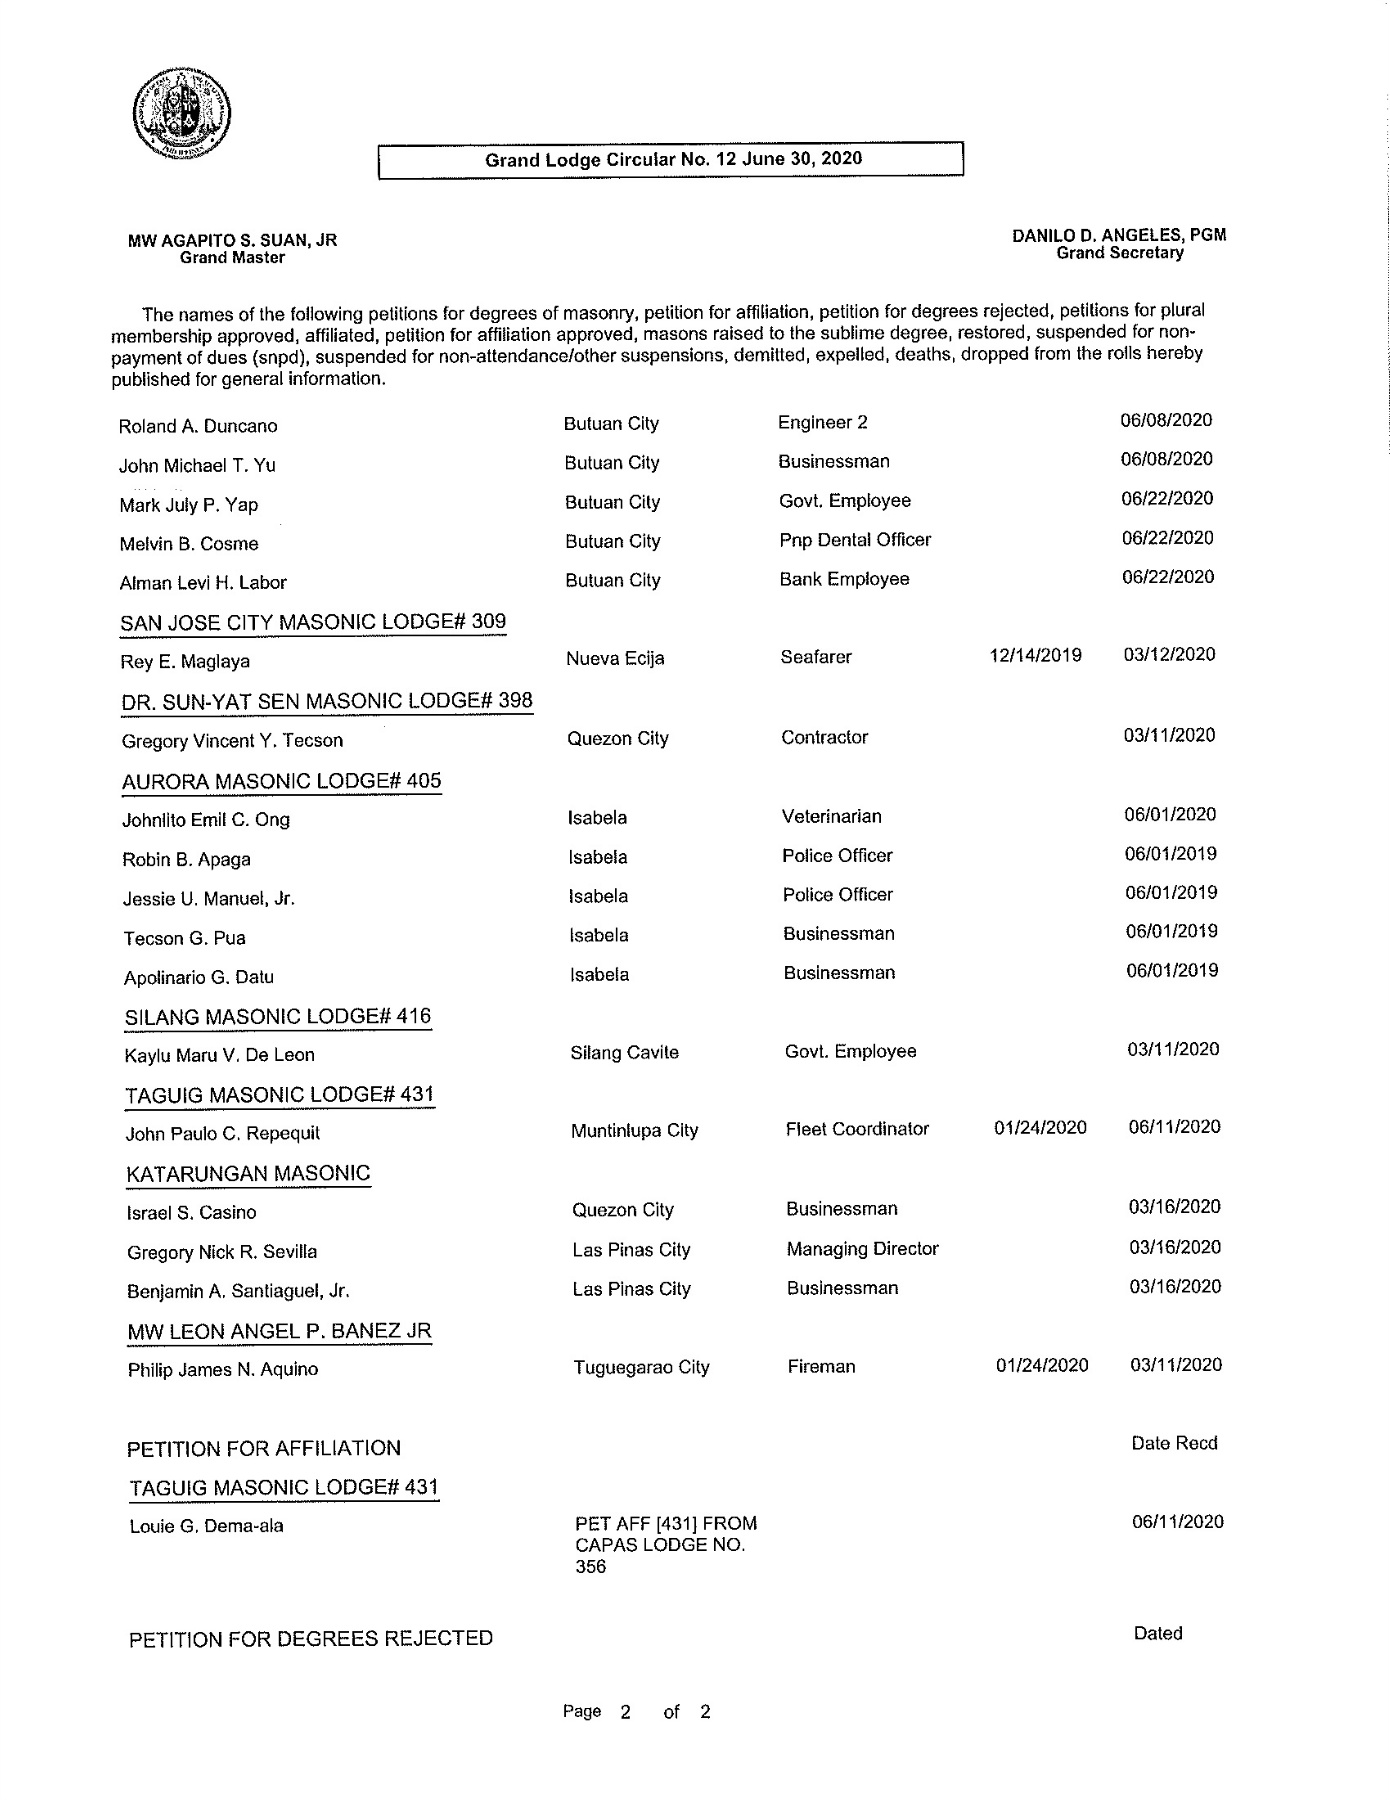 PHILIPPINES
Grand Lodge Circular No. 12 June 30, 2020
MW AGAPITO S. SUAN, JR
Grand Master
DANILO D. ANGELES, PGM
Grand Secretary
The names of the following petitions for degrees of masonry, petition for affiliation, petition for degrees rejected, petitions for plural
membership approved, affiliated, petition for affiliation approved, masons raised to the sublime degree, restored, suspended for non-
payment of dues (snpd), suspended for non-attendance/other suspensions, demitted, expelled, deaths, dropped from the rolls hereby
published for general information.
Roland A. Duncano Butuan City Engineer 2 06/08/2020
John Michael T. Yu Butuan City Businessman 06/08/2020
Mark July P. Yap Butuan City Govt. Employee 06/22/2020
Melvin B. Cosme Butuan City Pnp Dental Officer 06/22/2020
Alman Levi H. Labor Butuan City Bank Employee 06/22/2020
SAN JOSE CITY MASONIC LODGE# 309
Rey E. Maglaya Nueva Ecija Seafarer 12/14/2019 03/12/2020
DR. SUN-YAT SEN MASONIC LODGE# 398
Gregory Vincent Y. Tecson Quezon City Contractor 03/11/2020
AURORA MASONIC LODGE# 405
Johnlito Emil C. Ong Isabela Veterinarian 06/01/2020
Robin B. Apaga Isabela Police Officer 06/01/2019
Jessie U. Manuel, Jr. Isabela Police Officer 06/01/2019
Tecson G. Pua Isabela Businessman 06/01/2019
Apolinario G. Datu Isabela Businessman 06/01/2019
SILANG MASONIC LODGE# 416
Kaylu Maru V. De Leon Silang Cavite Govt. Employee 03/11/2020
TAGUIG MASONIC LODGE# 431
John Paulo C. Repequit Muntinlupa City Fleet Coordinator 01/24/2020 06/11/2020
KATARUNGAN MASONIC
Israel S. Casino Quezon City Businessman 03/16/2020
Gregory Nick R. Sevilla Las Pinas City Managing Director 03/16/2020
Benjamin A. Santiaguel, Jr. Las Pinas City Businessman 03/16/2020
MW LEON ANGEL P. BANEZ JR
Philip James N. Aquino Tuguegarao City Fireman 01/24/2020 03/11/2020
PETITION FOR AFFILIATION Date Recd
TAGUIG MASONIC LODGE# 431
Louie G. Dema-ala PET AFF [431] FROM 06/11/2020
CAPAS LODGE NO.
356
PETITION FOR DEGREES REJECTED Dated
Page 2 of 2